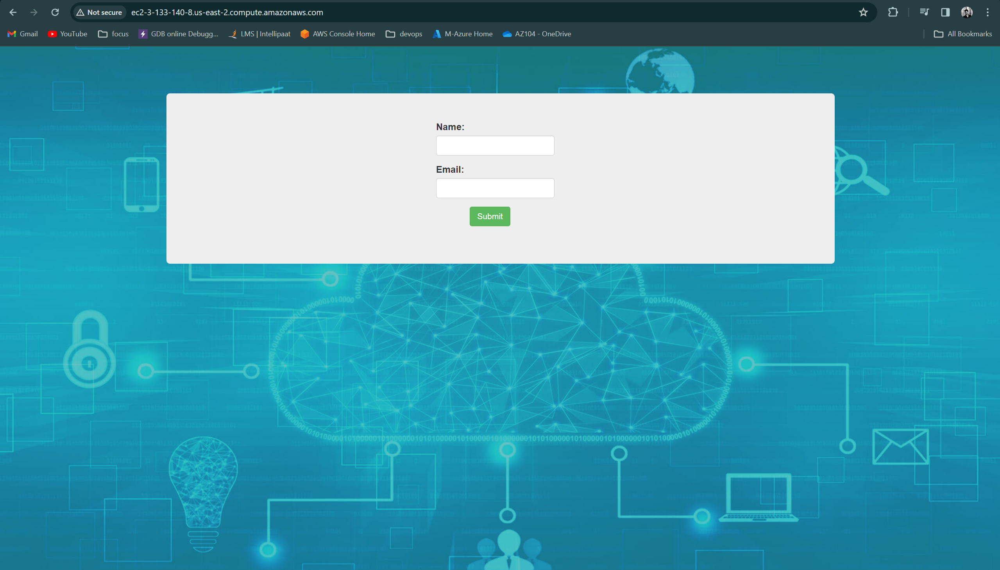 Not secure ec2-3-133-140-8.us-east-2.compute.amazonaws.com
Gmail YouTube focus GDB online Debugg... LMS | Intellipaat AWS Console Home devops M-Azure Home AZ104 - OneDrive All Bookmarks
Name:
Email:
Submit